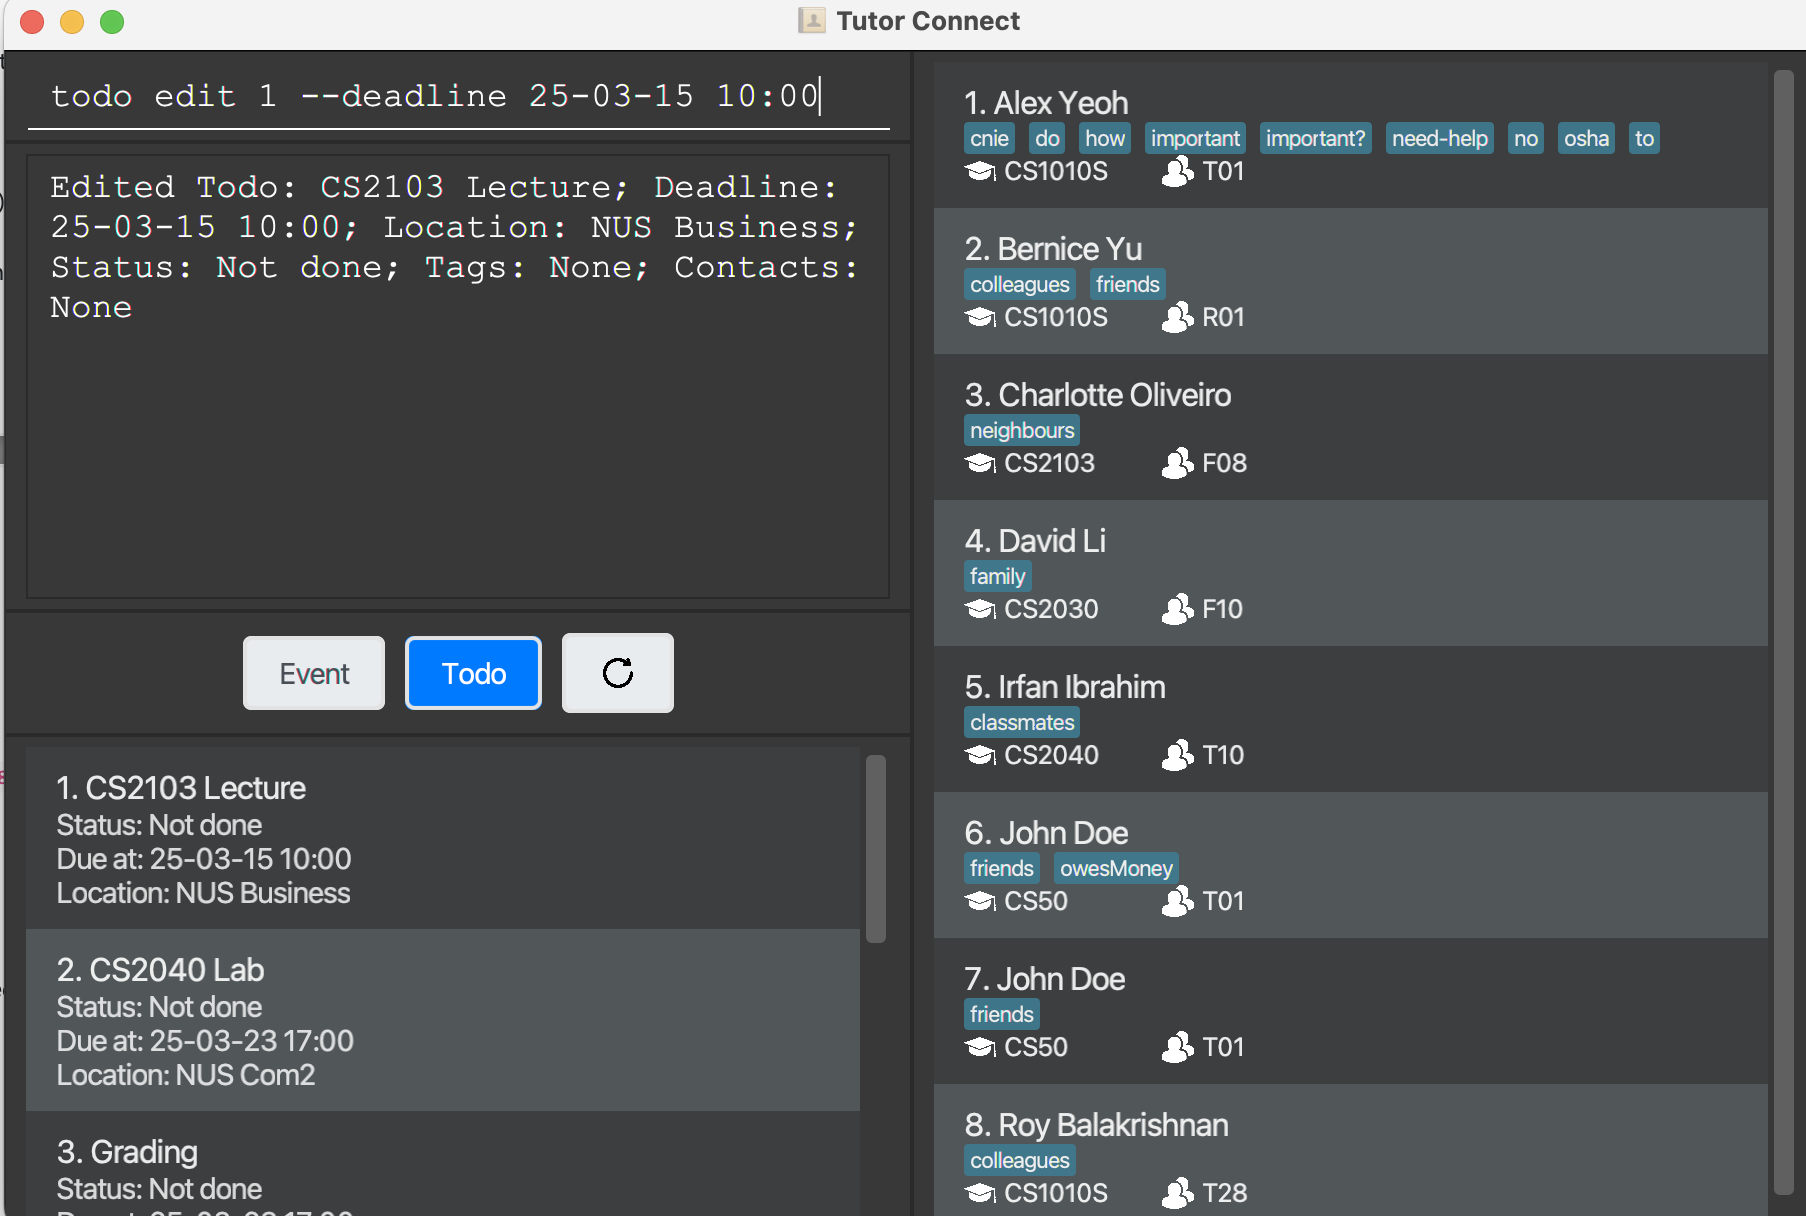 Tutor Connect
todo edit 1 --deadline 25-03-15 10:00
Edited Todo: CS2103 Lecture; Deadline:
25-03-15 10:00; Location: NUS Business;
Status: Not done; Tags: None; Contacts:
None
Event
Todo
1. CS2103 Lecture
Status: Not done
Due at: 25-03-15 10:00
Location: NUS Business
2. CS2040 Lab
Status: Not done
Due at: 25-03-23 17:00
Location: NUS Com2
3. Grading
Status: Not done
1. Alex Yeoh
cnie do how important important? need-help no osha to
CS1010S T01
2. Bernice Yu
colleagues friends
CS1010S R01
3. Charlotte Oliveiro
neighbours
CS2103 F08
4. David Li
family
CS2030 F10
5. Irfan Ibrahim
classmates
CS2040 T10
6. John Doe
friends owesMoney
CS50 T01
7. John Doe
friends
CS50 T01
8. Roy Balakrishnan
colleagues
CS1010S T28